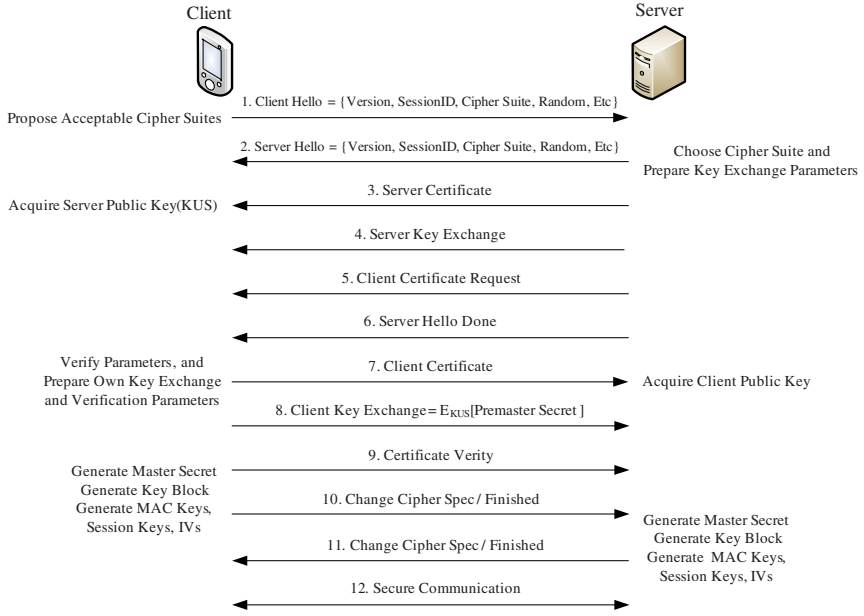 Client
Server
1. Client Hello = {Version, SessionID, Cipher Suite, Random, Etc}
Propose Acceptable Cipher Suites
2. Server Hello = {Version, SessionID, Cipher Suite, Random, Etc}
Choose Cipher Suite and
Prepare Key Exchange Parameters
3. Server Certificate
Acquire Server Public Key(KUS)
4. Server Key Exchange
5. Client Certificate Request
6. Server Hello Done
Verify Parameters, and
Prepare Own Key Exchange
and Verification Parameters
7. Client Certificate
Acquire Client Public Key
8. Client Key Exchange = EKUS[Premaster Secret]
9. Certificate Verity
Generate Master Secret
Generate Key Block
Generate MAC Keys,
Session Keys, IVs
10. Change Cipher Spec / Finished
Generate Master Secret
Generate Key Block
Generate MAC Keys,
Session Keys, IVs
11. Change Cipher Spec / Finished
12. Secure Communication